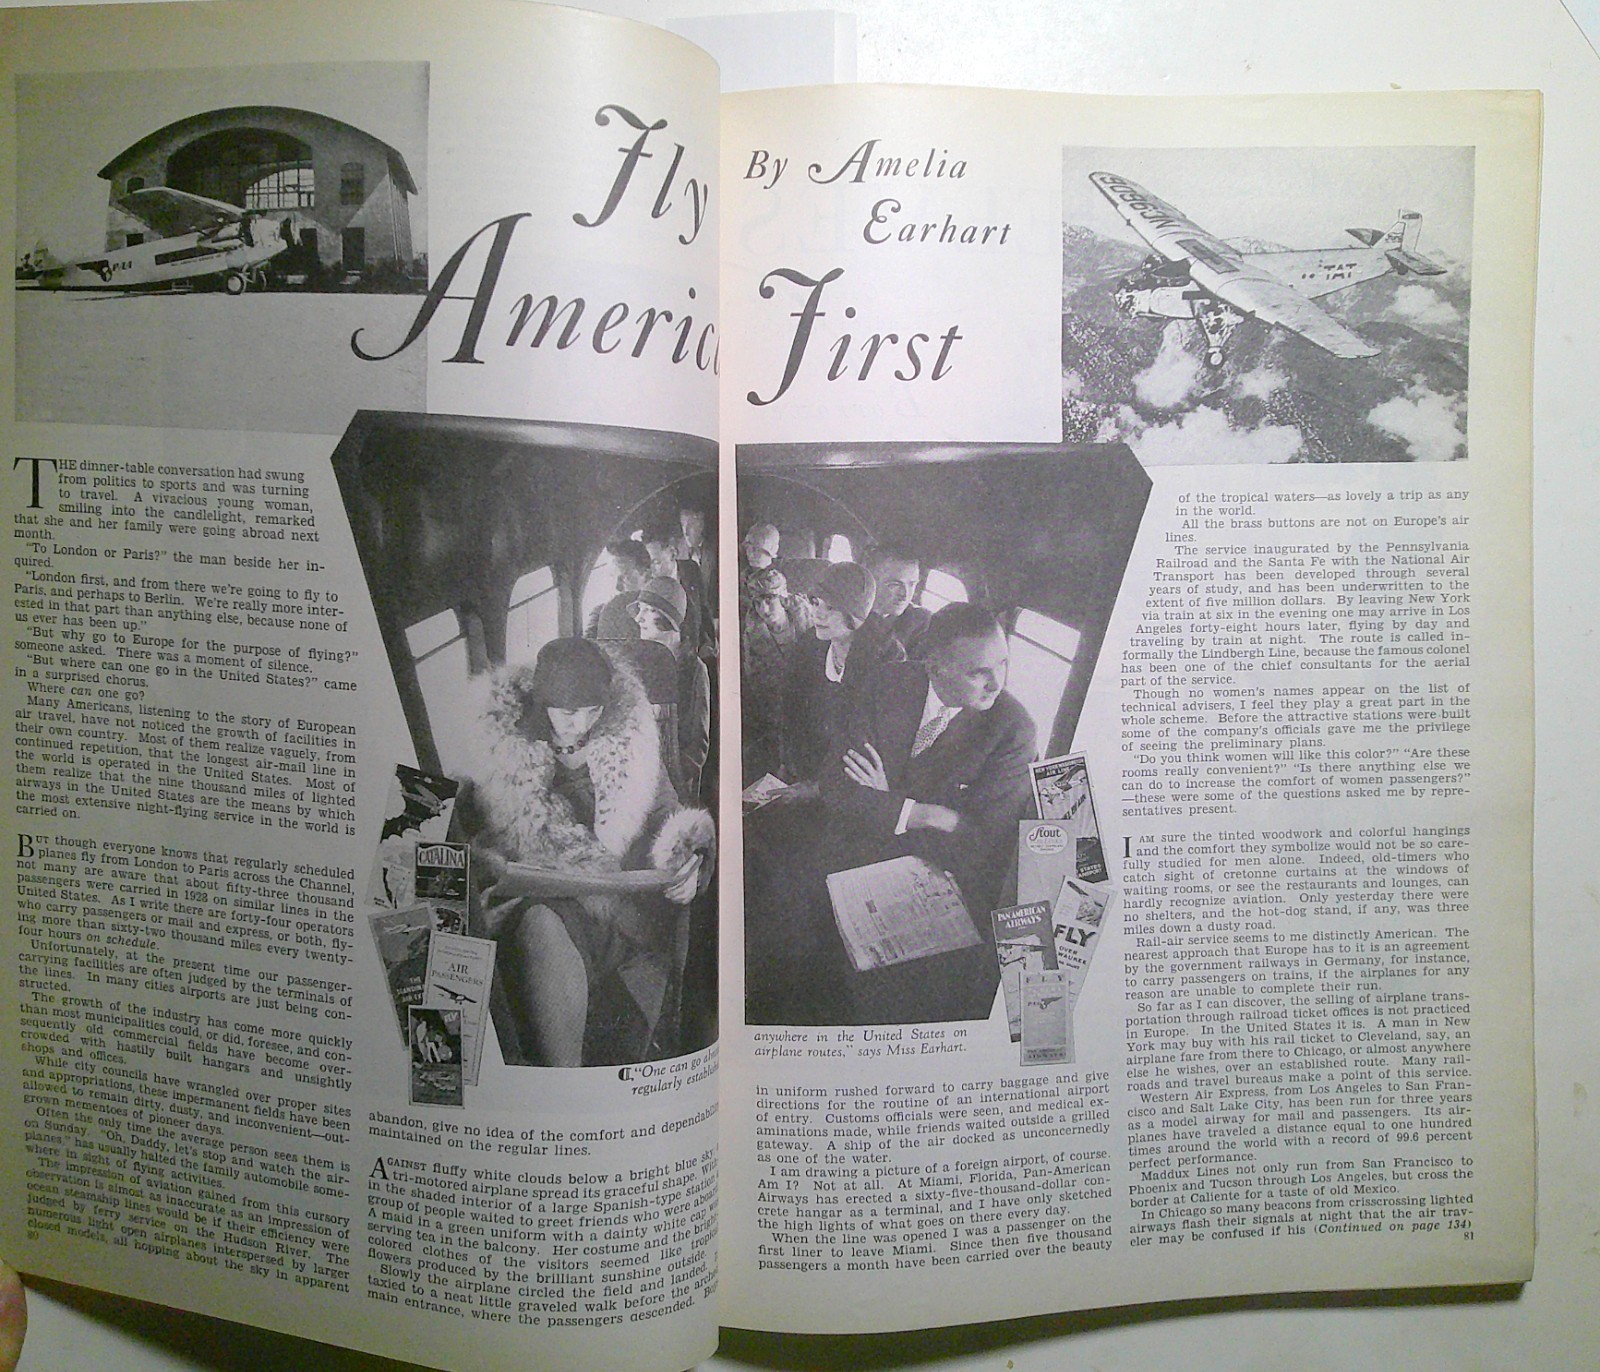 Fly
Americ
By Amelia
Earhart
First
NC9606
TAT
THE dinner-table conversation had swung
from politics to sports and was turning
to travel. A vivacious young woman,
smiling into the candlelight, remarked
that she and her family were going abroad next
month.
"To London or Paris?" the man beside her in-
quired.
"London first, and from there we're going to fly to
Paris, and perhaps to Berlin. We're really more inter-
ested in that part than anything else, because none of
us ever has been up."
"But why go to Europe for the purpose of flying?"
someone asked. There was a moment of silence.
"But where can one go in the United States?" came
in a surprised chorus.
Where can one go?
Many Americans, listening to the story of European
air travel, have not noticed the growth of facilities in
their own country. Most of them realize vaguely, from
continued repetition, that the longest air-mail line in
the world is operated in the United States. Most of
them realize that the nine thousand miles of lighted
airways in the United States are the means by which
the most extensive night-flying service in the world is
carried on.
BUT though everyone knows that regularly scheduled
planes fly from London to Paris across the Channel,
not many are aware that about fifty-three thousand
passengers were carried in 1928 on similar lines in the
United States. As I write there are forty-four operators
who carry passengers or mail and express, or both, fly-
ing more than sixty-two thousand miles every twenty-
four hours on schedule.
Unfortunately, at the present time our passenger-
carrying facilities are often judged by the terminals of
the lines. In many cities airports are just being con-
structed.
The growth of the industry has come more quickly
than most municipalities could, or did, foresee, and con-
sequently old commercial fields have become over-
crowded with hastily built hangars and unsightly
shops and offices.
While city councils have wrangled over proper sites
and appropriations, these impermanent fields have been
allowed to remain dirty, dusty, and inconvenient—out-
grown mementoes of pioneer days.
Often the only time the average person sees them is
on Sunday. "Oh, Daddy, let's stop and watch the air-
planes," has usually halted the family automobile some-
where in sight of flying activities.
The impression of aviation gained from this cursory
observation is almost as inaccurate as an impression of
ocean steamship lines would be if their efficiency were
judged by ferry service on the Hudson River. The
numerous light open airplanes interspersed by larger
closed models, all hopping about the sky in apparent
80
CATALINA
AIR
PASSENGERS
FLY
"One can go
regularly
abandon, give no idea of the comfort and
maintained on the regular lines.
AGAINST fluffy white clouds below a bright blue sky
tri-motored airplane spread its graceful shape.
in the shaded interior of a large Spanish-type station
group of people waited to greet friends who were aboard
A maid in a green uniform with a dainty white cap
serving tea in the balcony. Her costume and the
colored clothes of the visitors seemed like
flowers produced by the brilliant sunshine outside.
Slowly the airplane circled the field and landed.
taxied to a neat little graveled walk before the
main entrance, where the passengers descended.
Stout
PAN AMERICAN
AIRWAYS
FLY
OVER
anywhere in the United States on
airplane routes," says Miss Earhart.
in uniform rushed forward to carry baggage and give
directions for the routine of an international airport
of entry. Customs officials were seen, and medical ex-
aminations made, while friends waited outside a grilled
gateway. A ship of the air docked as unconcernedly
as one of the water.
I am drawing a picture of a foreign airport, of course.
Am I? Not at all. At Miami, Florida, Pan-American
Airways has erected a sixty-five-thousand-dollar con-
crete hangar as a terminal, and I have only sketched
the high lights of what goes on there every day.
When the line was opened I was a passenger on the
first liner to leave Miami. Since then five thousand
passengers a month have been carried over the beauty
of the tropical waters—as lovely a trip as any
in the world.
All the brass buttons are not on Europe's air
lines.
The service inaugurated by the Pennsylvania
Railroad and the Santa Fe with the National Air
Transport has been developed through several
years of study, and has been underwritten to the
extent of five million dollars. By leaving New York
via train at six in the evening one may arrive in Los
Angeles forty-eight hours later, flying by day and
traveling by train at night. The route is called in-
formally the Lindbergh Line, because the famous colonel
has been one of the chief consultants for the aerial
part of the service.
Though no women's names appear on the list of
technical advisers, I feel they play a great part in the
whole scheme. Before the attractive stations were built
some of the company's officials gave me the privilege
of seeing the preliminary plans.
"Do you think women will like this color?" "Are these
rooms really convenient?" "Is there anything else we
can do to increase the comfort of women passengers?"
—these were some of the questions asked me by repre-
sentatives present.
I AM sure the tinted woodwork and colorful hangings
and the comfort they symbolize would not be so care-
fully studied for men alone. Indeed, old-timers who
catch sight of cretonne curtains at the windows of
waiting rooms, or see the restaurants and lounges, can
hardly recognize aviation. Only yesterday there were
no shelters, and the hot-dog stand, if any, was three
miles down a dusty road.
Rail-air service seems to me distinctly American. The
nearest approach that Europe has to it is an agreement
by the government railways in Germany, for instance,
to carry passengers on trains, if the airplanes for any
reason are unable to complete their run.
So far as I can discover, the selling of airplane trans-
portation through railroad ticket offices is not practiced
in Europe. In the United States it is. A man in New
York may buy with his rail ticket to Cleveland, say, an
airplane fare from there to Chicago, or almost anywhere
else he wishes, over an established route. Many rail-
roads and travel bureaus make a point of this service.
Western Air Express, from Los Angeles to San Fran-
cisco and Salt Lake City, has been run for three years
as a model airway for mail and passengers. Its air-
planes have traveled a distance equal to one hundred
times around the world with a record of 99.6 percent
perfect performance.
Maddux Lines not only run from San Francisco to
Phoenix and Tucson through Los Angeles, but cross the
border at Caliente for a taste of old Mexico.
In Chicago so many beacons from crisscrossing lighted
airways flash their signals at night that the air trav-
eler may be confused if his (Continued on page 134)
81